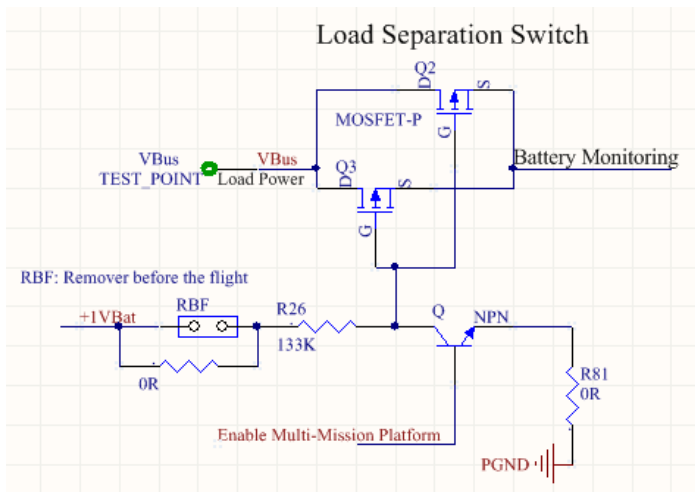 Load Separation Switch
Q2
D
S
MOSFET-P
G
VBus
TEST_POINT
VBus
Load Power
Battery Monitoring
Q3
D
S
G
RBF: Remover before the flight
+1VBat
RBF
R26
133K
0R
Q
NPN
R81
0R
Enable Multi-Mission Platform
PGND